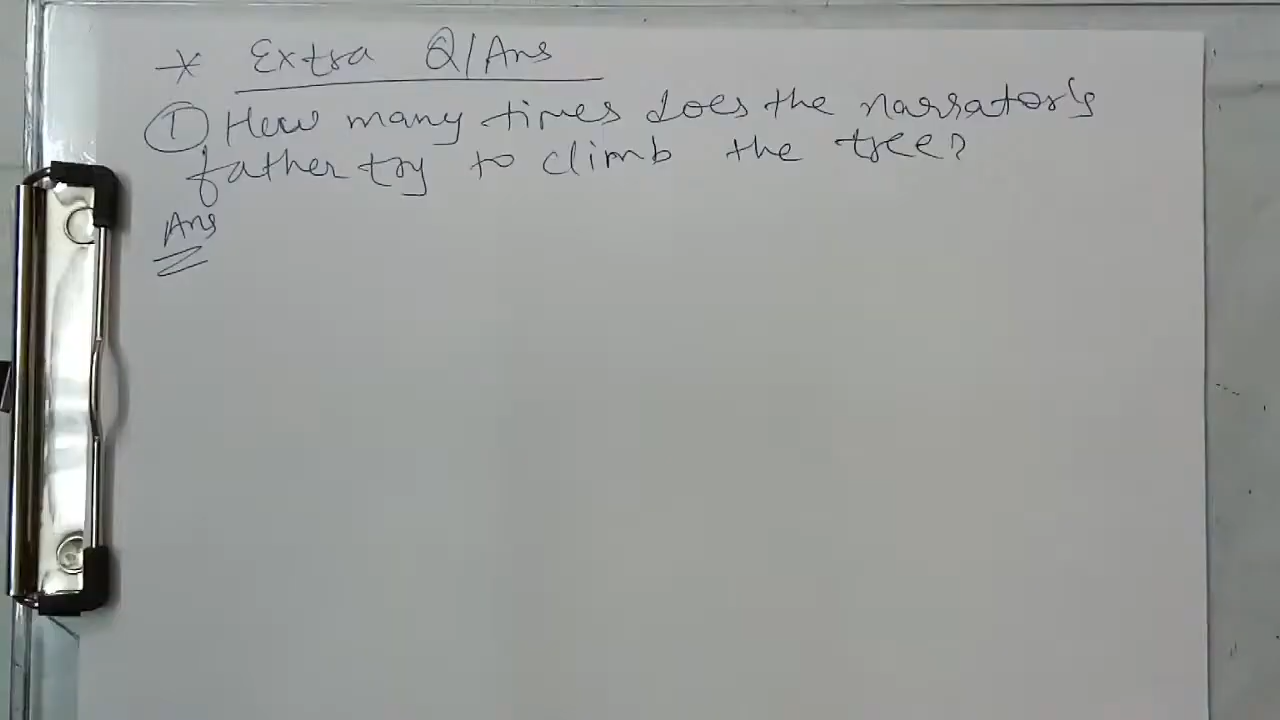 * Extra Q/Ans
① How many times does the narrator's
father try to climb the tree?
Ans